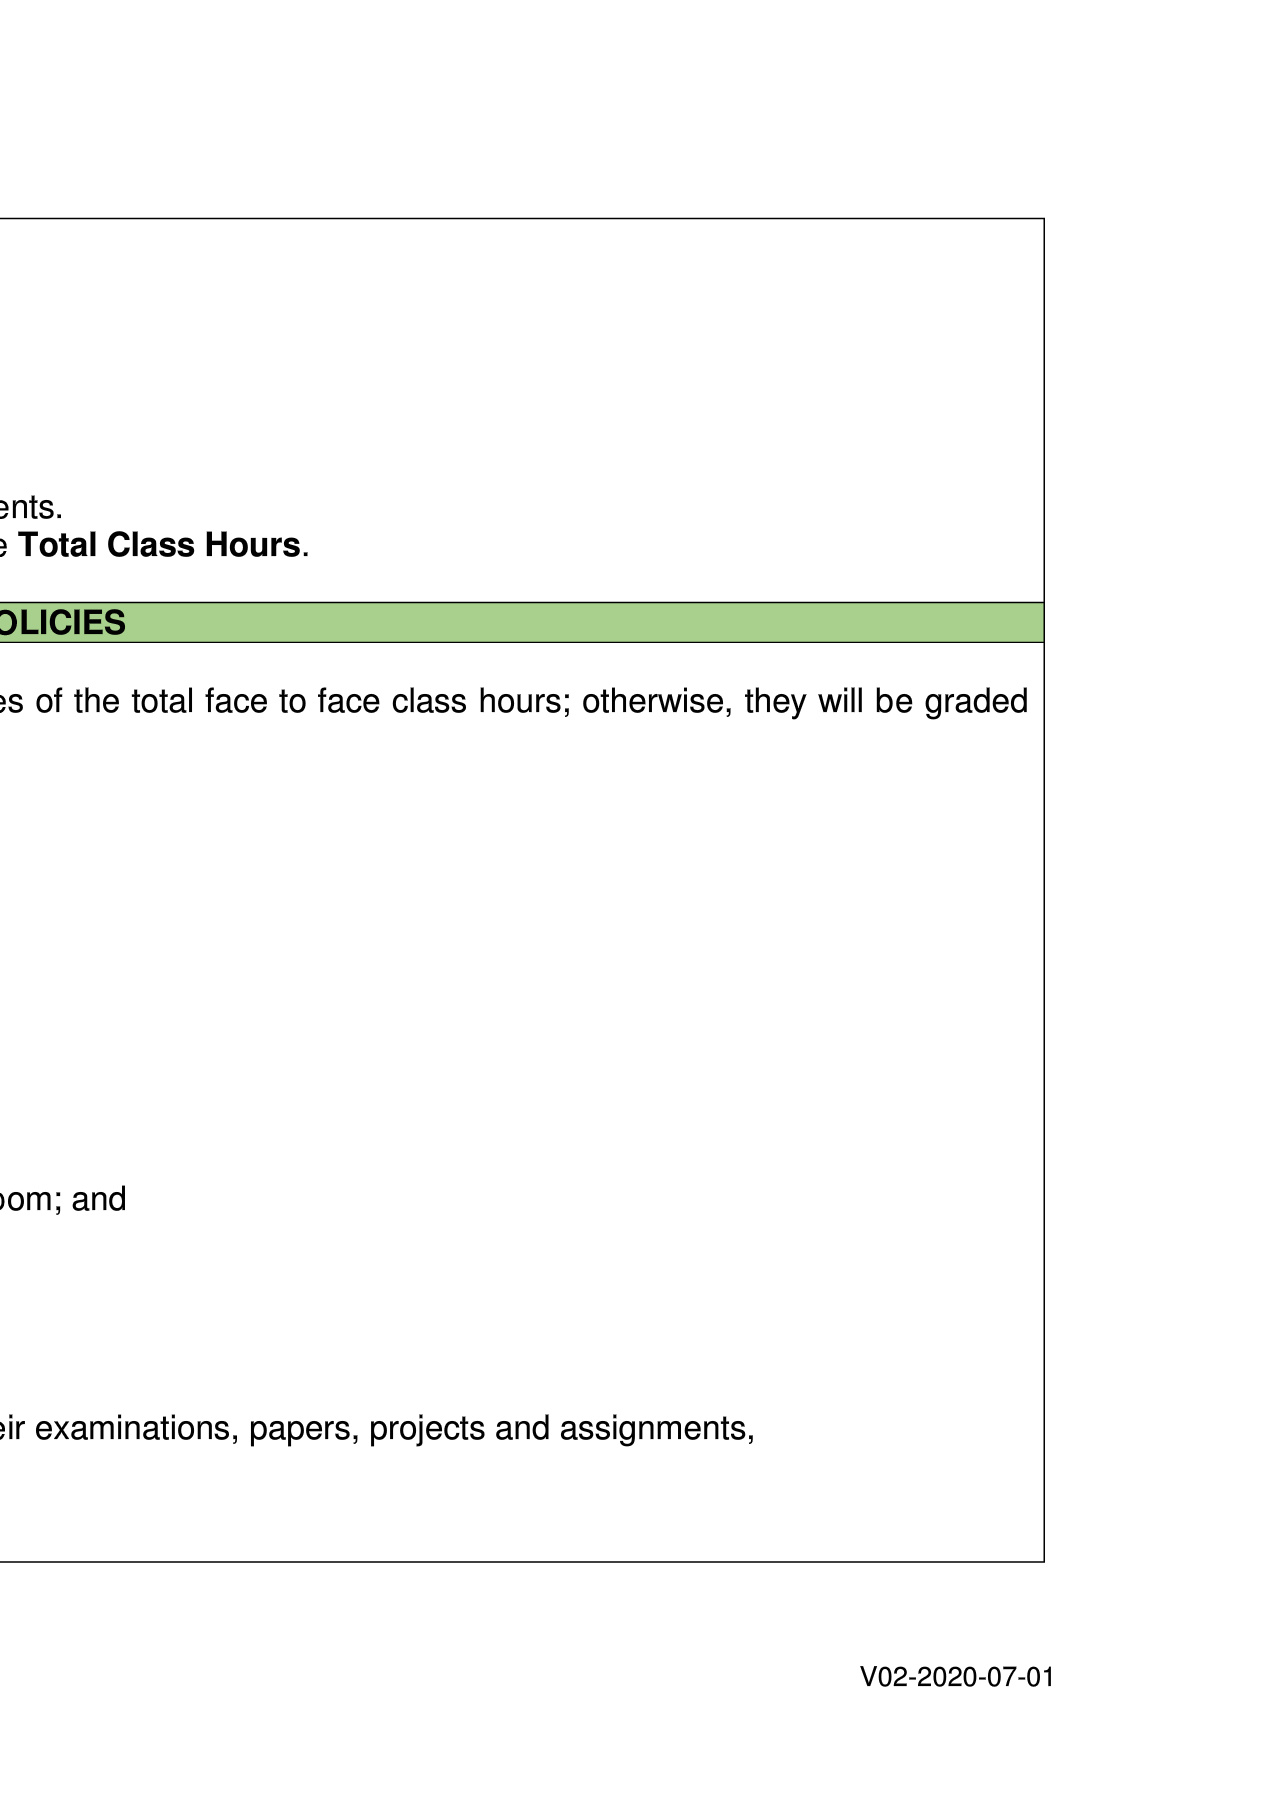 ents.
e Total Class Hours.
OLICIES
es of the total face to face class hours; otherwise, they will be graded
oom; and
eir examinations, papers, projects and assignments,
V02-2020-07-01